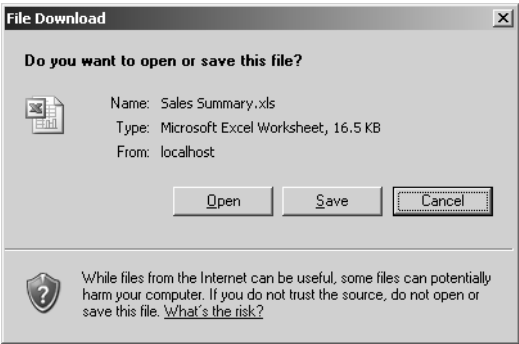 File Download
Do you want to open or save this file?
Name: Sales Summary.xls
Type: Microsoft Excel Worksheet, 16.5 KB
From: localhost
Open Save Cancel
While files from the Internet can be useful, some files can potentially
harm your computer. If you do not trust the source, do not open or
save this file. What's the risk?